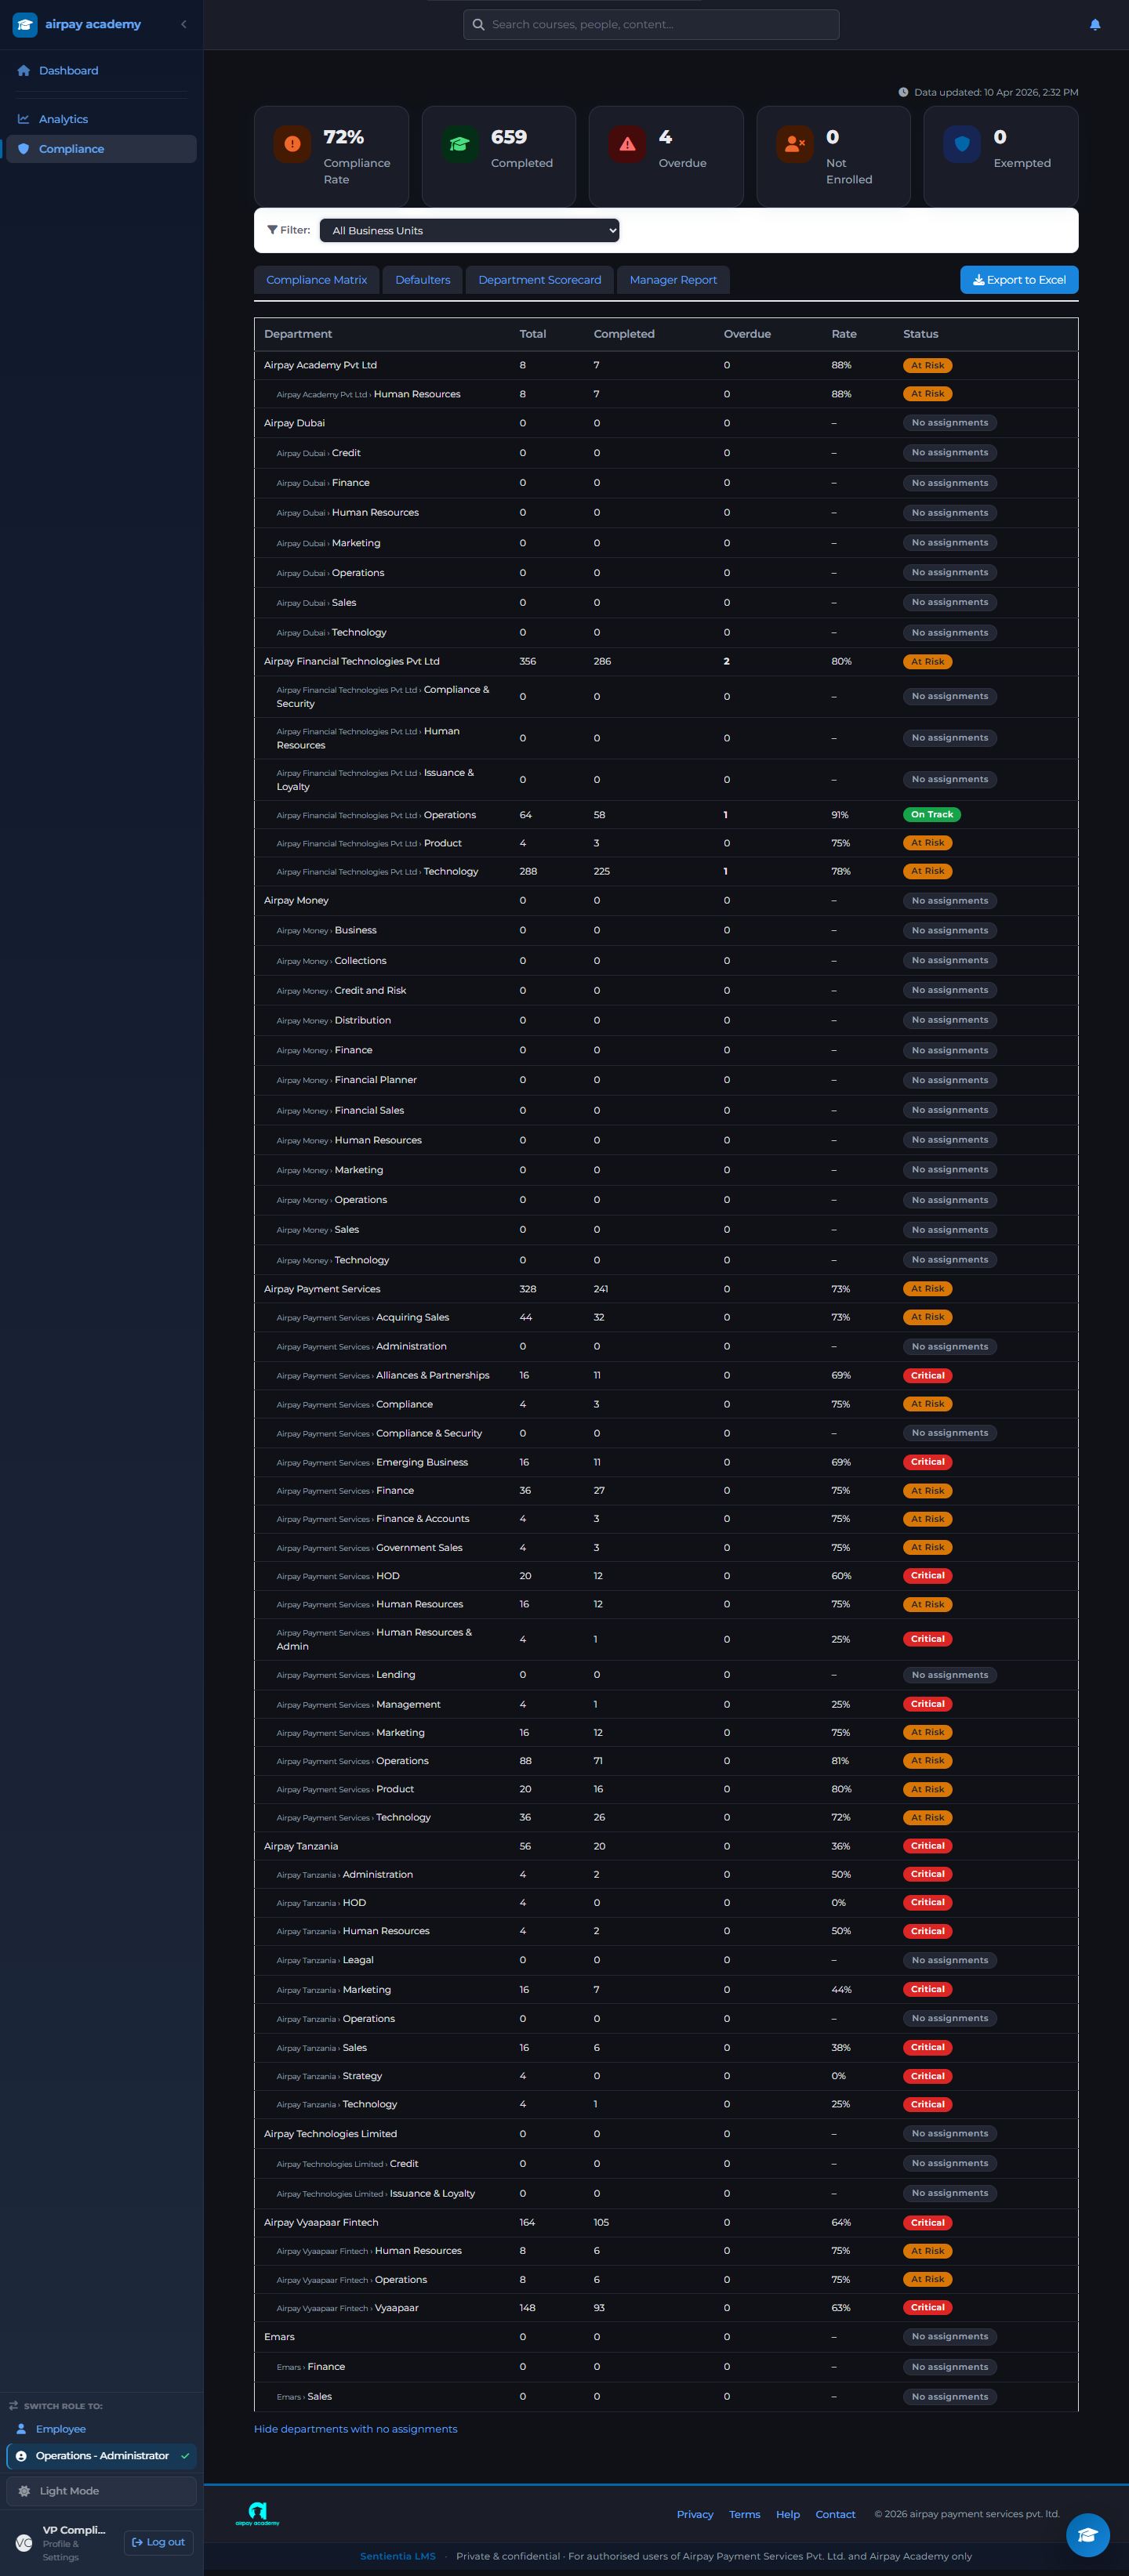 airpay academy
Search courses, people, content...
Dashboard
Analytics
Compliance
Data updated: 10 Apr 2026, 2:32 PM
72%
Compliance
Rate
659
Completed
4
Overdue
0
Not
Enrolled
0
Exempted
Filter: All Business Units
Compliance Matrix Defaulters Department Scorecard Manager Report Export to Excel
Department Total Completed Overdue Rate Status
Airpay Academy Pvt Ltd 8 7 0 88% At Risk
Airpay Academy Pvt Ltd › Human Resources 8 7 0 88% At Risk
Airpay Dubai 0 0 0 – No assignments
Airpay Dubai › Credit 0 0 0 – No assignments
Airpay Dubai › Finance 0 0 0 – No assignments
Airpay Dubai › Human Resources 0 0 0 – No assignments
Airpay Dubai › Marketing 0 0 0 – No assignments
Airpay Dubai › Operations 0 0 0 – No assignments
Airpay Dubai › Sales 0 0 0 – No assignments
Airpay Dubai › Technology 0 0 0 – No assignments
Airpay Financial Technologies Pvt Ltd 356 286 2 80% At Risk
Airpay Financial Technologies Pvt Ltd › Compliance &
Security 0 0 0 – No assignments
Airpay Financial Technologies Pvt Ltd › Human
Resources 0 0 0 – No assignments
Airpay Financial Technologies Pvt Ltd › Issuance &
Loyalty 0 0 0 – No assignments
Airpay Financial Technologies Pvt Ltd › Operations 64 58 1 91% On Track
Airpay Financial Technologies Pvt Ltd › Product 4 3 0 75% At Risk
Airpay Financial Technologies Pvt Ltd › Technology 288 225 1 78% At Risk
Airpay Money 0 0 0 – No assignments
Airpay Money › Business 0 0 0 – No assignments
Airpay Money › Collections 0 0 0 – No assignments
Airpay Money › Credit and Risk 0 0 0 – No assignments
Airpay Money › Distribution 0 0 0 – No assignments
Airpay Money › Finance 0 0 0 – No assignments
Airpay Money › Financial Planner 0 0 0 – No assignments
Airpay Money › Financial Sales 0 0 0 – No assignments
Airpay Money › Human Resources 0 0 0 – No assignments
Airpay Money › Marketing 0 0 0 – No assignments
Airpay Money › Operations 0 0 0 – No assignments
Airpay Money › Sales 0 0 0 – No assignments
Airpay Money › Technology 0 0 0 – No assignments
Airpay Payment Services 328 241 0 73% At Risk
Airpay Payment Services › Acquiring Sales 44 32 0 73% At Risk
Airpay Payment Services › Administration 0 0 0 – No assignments
Airpay Payment Services › Alliances & Partnerships 16 11 0 69% Critical
Airpay Payment Services › Compliance 4 3 0 75% At Risk
Airpay Payment Services › Compliance & Security 0 0 0 – No assignments
Airpay Payment Services › Emerging Business 16 11 0 69% Critical
Airpay Payment Services › Finance 36 27 0 75% At Risk
Airpay Payment Services › Finance & Accounts 4 3 0 75% At Risk
Airpay Payment Services › Government Sales 4 3 0 75% At Risk
Airpay Payment Services › HOD 20 12 0 60% Critical
Airpay Payment Services › Human Resources 16 12 0 75% At Risk
Airpay Payment Services › Human Resources &
Admin 4 1 0 25% Critical
Airpay Payment Services › Lending 0 0 0 – No assignments
Airpay Payment Services › Management 4 1 0 25% Critical
Airpay Payment Services › Marketing 16 12 0 75% At Risk
Airpay Payment Services › Operations 88 71 0 81% At Risk
Airpay Payment Services › Product 20 16 0 80% At Risk
Airpay Payment Services › Technology 36 26 0 72% At Risk
Airpay Tanzania 56 20 0 36% Critical
Airpay Tanzania › Administration 4 2 0 50% Critical
Airpay Tanzania › HOD 4 0 0 0% Critical
Airpay Tanzania › Human Resources 4 2 0 50% Critical
Airpay Tanzania › Leagal 0 0 0 – No assignments
Airpay Tanzania › Marketing 16 7 0 44% Critical
Airpay Tanzania › Operations 0 0 0 – No assignments
Airpay Tanzania › Sales 16 6 0 38% Critical
Airpay Tanzania › Strategy 4 0 0 0% Critical
Airpay Tanzania › Technology 4 1 0 25% Critical
Airpay Technologies Limited 0 0 0 – No assignments
Airpay Technologies Limited › Credit 0 0 0 – No assignments
Airpay Technologies Limited › Issuance & Loyalty 0 0 0 – No assignments
Airpay Vyaapaar Fintech 164 105 0 64% Critical
Airpay Vyaapaar Fintech › Human Resources 8 6 0 75% At Risk
Airpay Vyaapaar Fintech › Operations 8 6 0 75% At Risk
Airpay Vyaapaar Fintech › Vyaapaar 148 93 0 63% Critical
Emars 0 0 0 – No assignments
Emars › Finance 0 0 0 – No assignments
Emars › Sales 0 0 0 – No assignments
Hide departments with no assignments
SWITCH ROLE TO:
Employee
Operations - Administrator
Light Mode
VC
VP Compli...
Profile &
Settings
Log out
airpay academy
Privacy Terms Help Contact © 2026 airpay payment services pvt. ltd.
Sentientia LMS · Private & confidential · For authorised users of Airpay Payment Services Pvt. Ltd. and Airpay Academy only